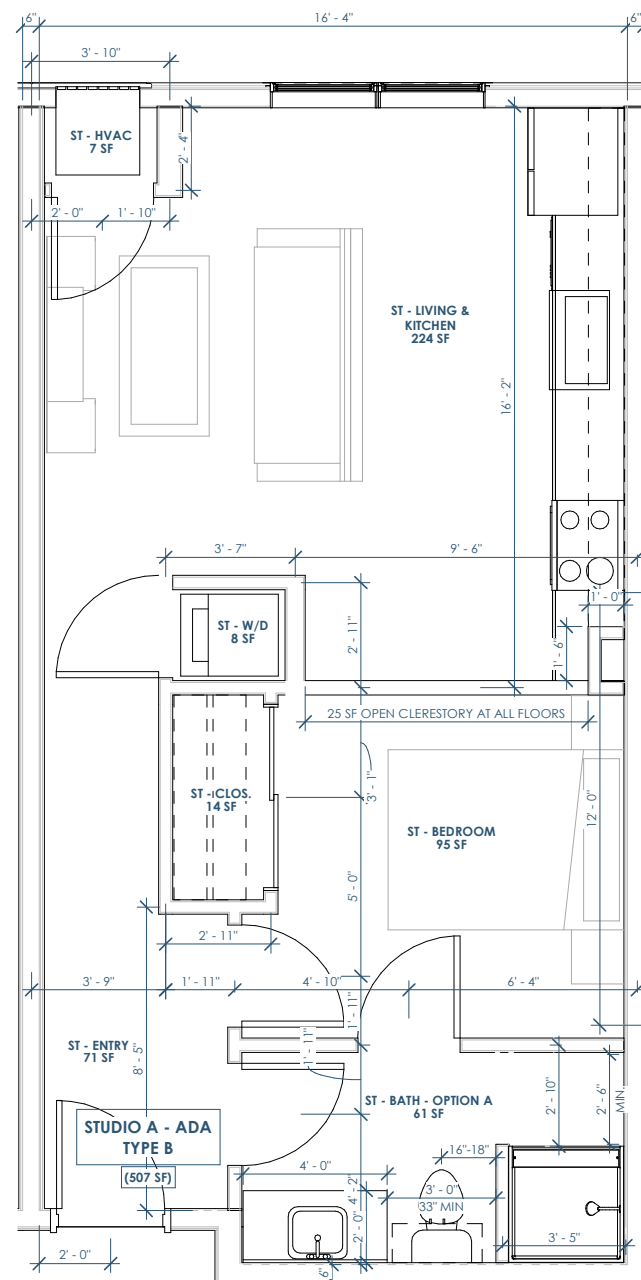 6"
16' - 4"
6"
3' - 10"
ST - HVAC
7 SF
2' - 4"
2' - 0"
1' - 10"
ST - LIVING &
KITCHEN
224 SF
16' - 2"
3' - 7"
9' - 6"
1' - 0"
ST - W/D
8 SF
2' - 11"
1' - 6"
25 SF OPEN CLERESTORY AT ALL FLOORS
ST - CLOS.
14 SF
3' - 1"
12' - 0"
ST - BEDROOM
95 SF
5' - 0"
2' - 11"
3' - 9"
1' - 11"
4' - 10"
6' - 4"
1' - 11"
1' - 11"
ST - ENTRY
71 SF
8' - 5"
ST - BATH - OPTION A
61 SF
2' - 10"
2' - 6"
MIN.
STUDIO A - ADA
TYPE B
(507 SF)
16"-18"
4' - 0"
4' - 2"
3' - 0"
33" MIN
2' - 0"
3' - 5"
2' - 0"
6"